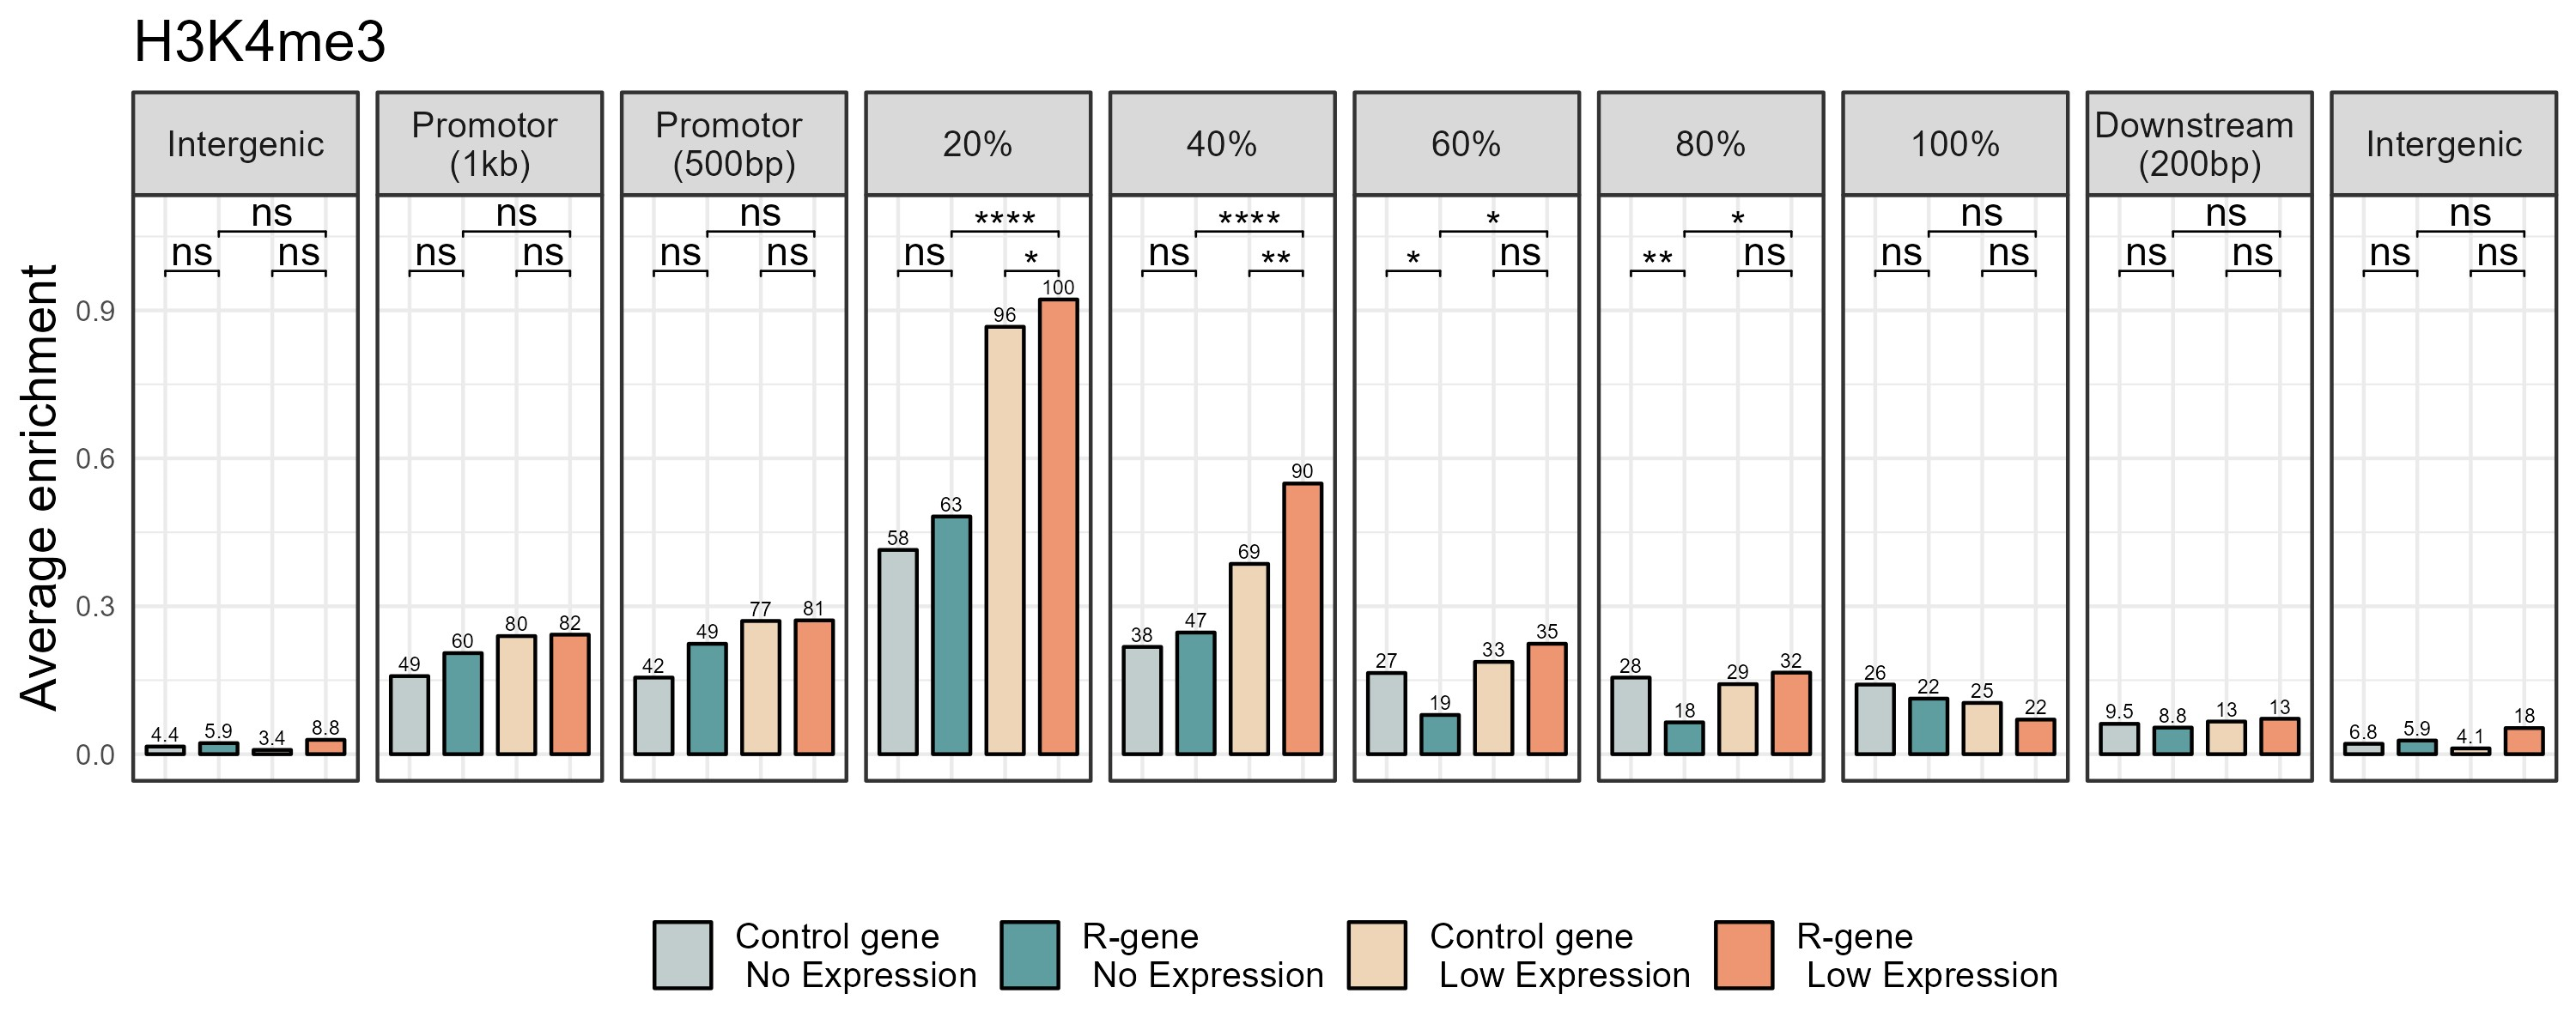 H3K4me3
Intergenic
Promotor
(1kb)
Promotor
(500bp)
20%
40%
60%
80%
100%
Downstream
(200bp)
Intergenic
ns
ns
ns
ns
ns
ns
ns
ns
ns
ns
****
*
ns
****
**
*
*
ns
**
*
ns
ns
ns
ns
ns
ns
ns
ns
ns
ns
Average enrichment
0.9
0.6
0.3
0.0
4.4
5.9
3.4
8.8
49
60
80
82
42
49
77
81
58
63
96
100
38
47
69
90
27
19
33
35
28
18
29
32
26
22
25
22
9.5
8.8
13
13
6.8
5.9
4.1
18
Control gene
No Expression
R-gene
No Expression
Control gene
Low Expression
R-gene
Low Expression